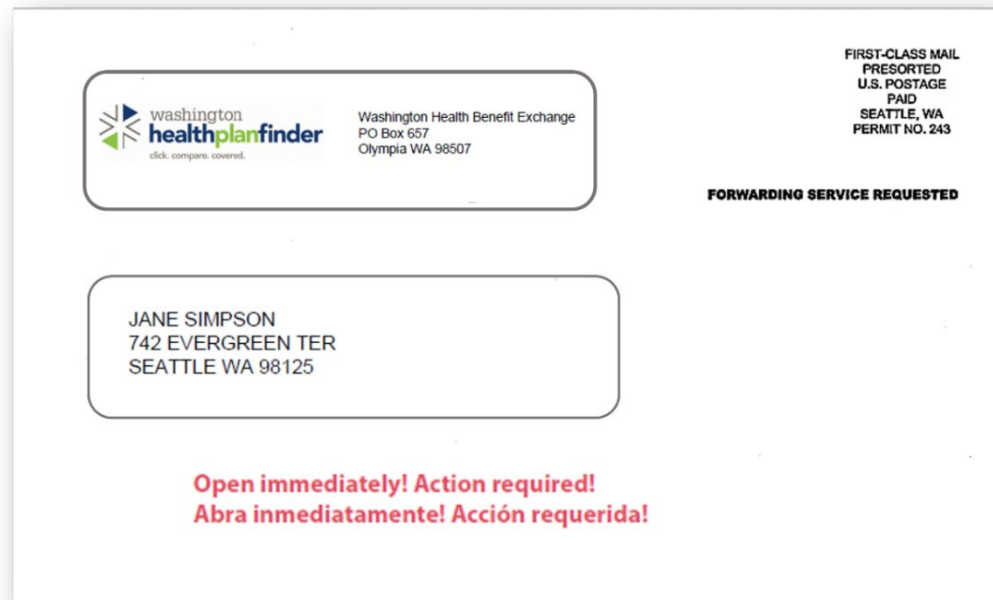 washington
healthplanfinder
click. compare. covered.
Washington Health Benefit Exchange
PO Box 657
Olympia WA 98507
FIRST-CLASS MAIL
PRESORTED
U.S. POSTAGE
PAID
SEATTLE, WA
PERMIT NO. 243
FORWARDING SERVICE REQUESTED
JANE SIMPSON
742 EVERGREEN TER
SEATTLE WA 98125
Open immediately! Action required!
Abra inmediatamente! Acción requerida!